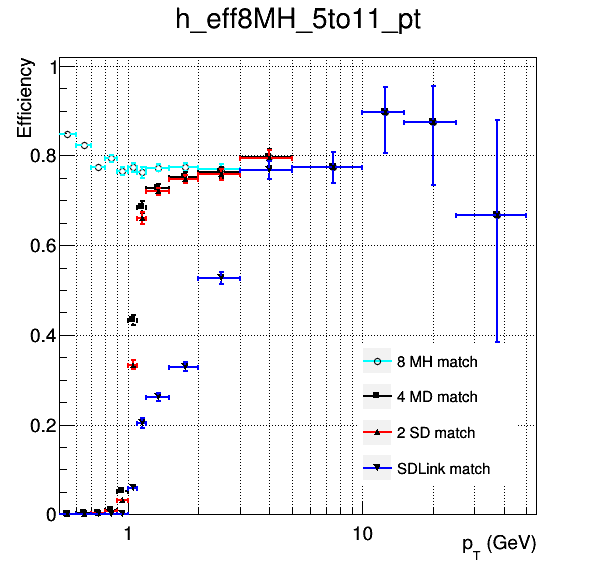 h_eff8MH_5to11_pt
Efficiency
1
0.8
0.6
0.4
0.2
0
8 MH match
4 MD match
2 SD match
SDLink match
1
10
p_T (GeV)